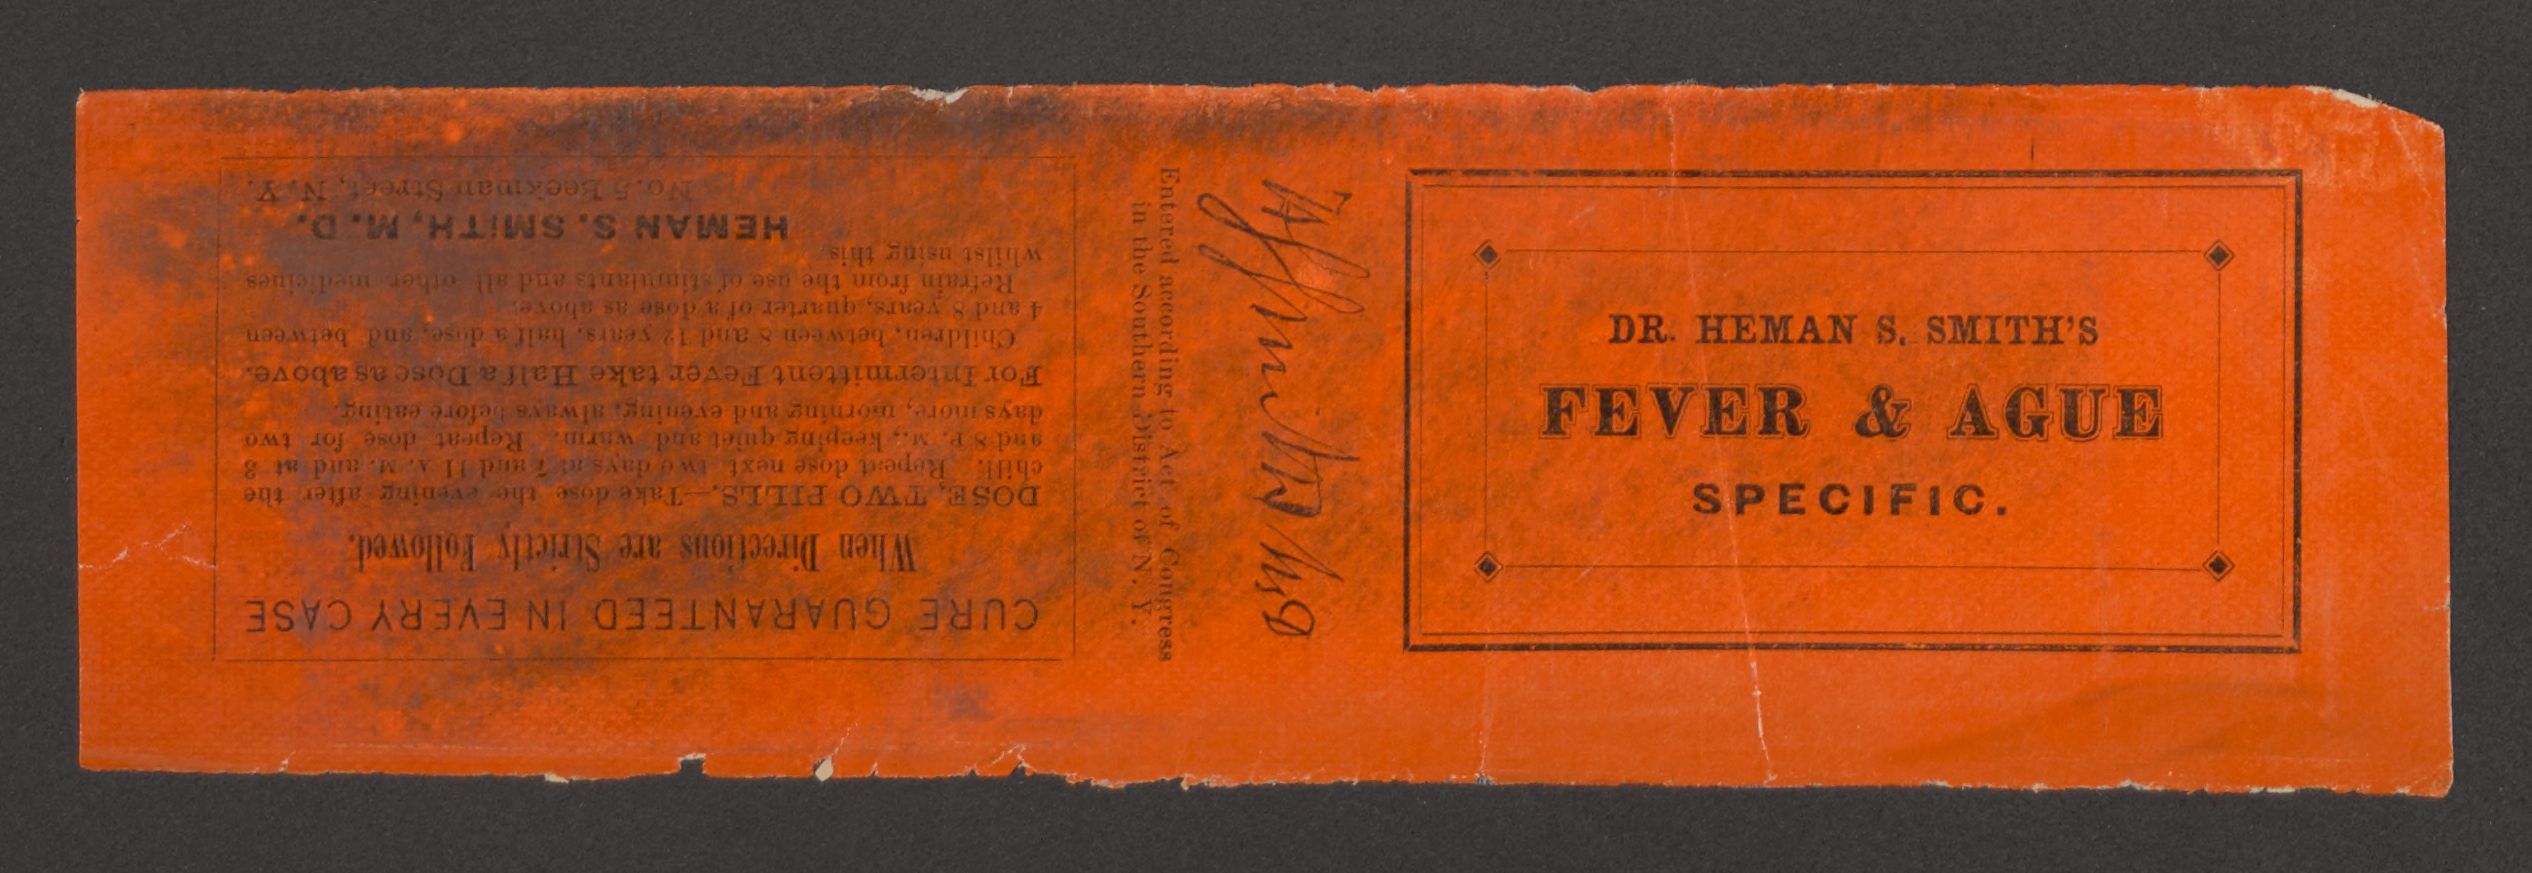 CURE GUARANTEED IN EVERY CASE
When Directions are Strictly Followed.
DOSE, TWO PILLS.—Take dose the evening after the
chill. Repeat dose next two days at 7 and 11 A. M. and at 3
and 8 P. M., keeping quiet and warm. Repeat dose for two
days more, morning and evening, always before eating.
For Intermittent Fever take Half a Dose as above.
Children, between 8 and 12 years, half a dose, and between
4 and 8 years, quarter of a dose as above.
Refrain from the use of stimulants and all other medicines
whilst using this.
HEMAN S. SMITH, M. D.
No. 5 Beekman Street, N. Y.
Entered according to Act of Congress
in the Southern District of N. Y.
DR. HEMAN S. SMITH'S
FEVER & AGUE
SPECIFIC.